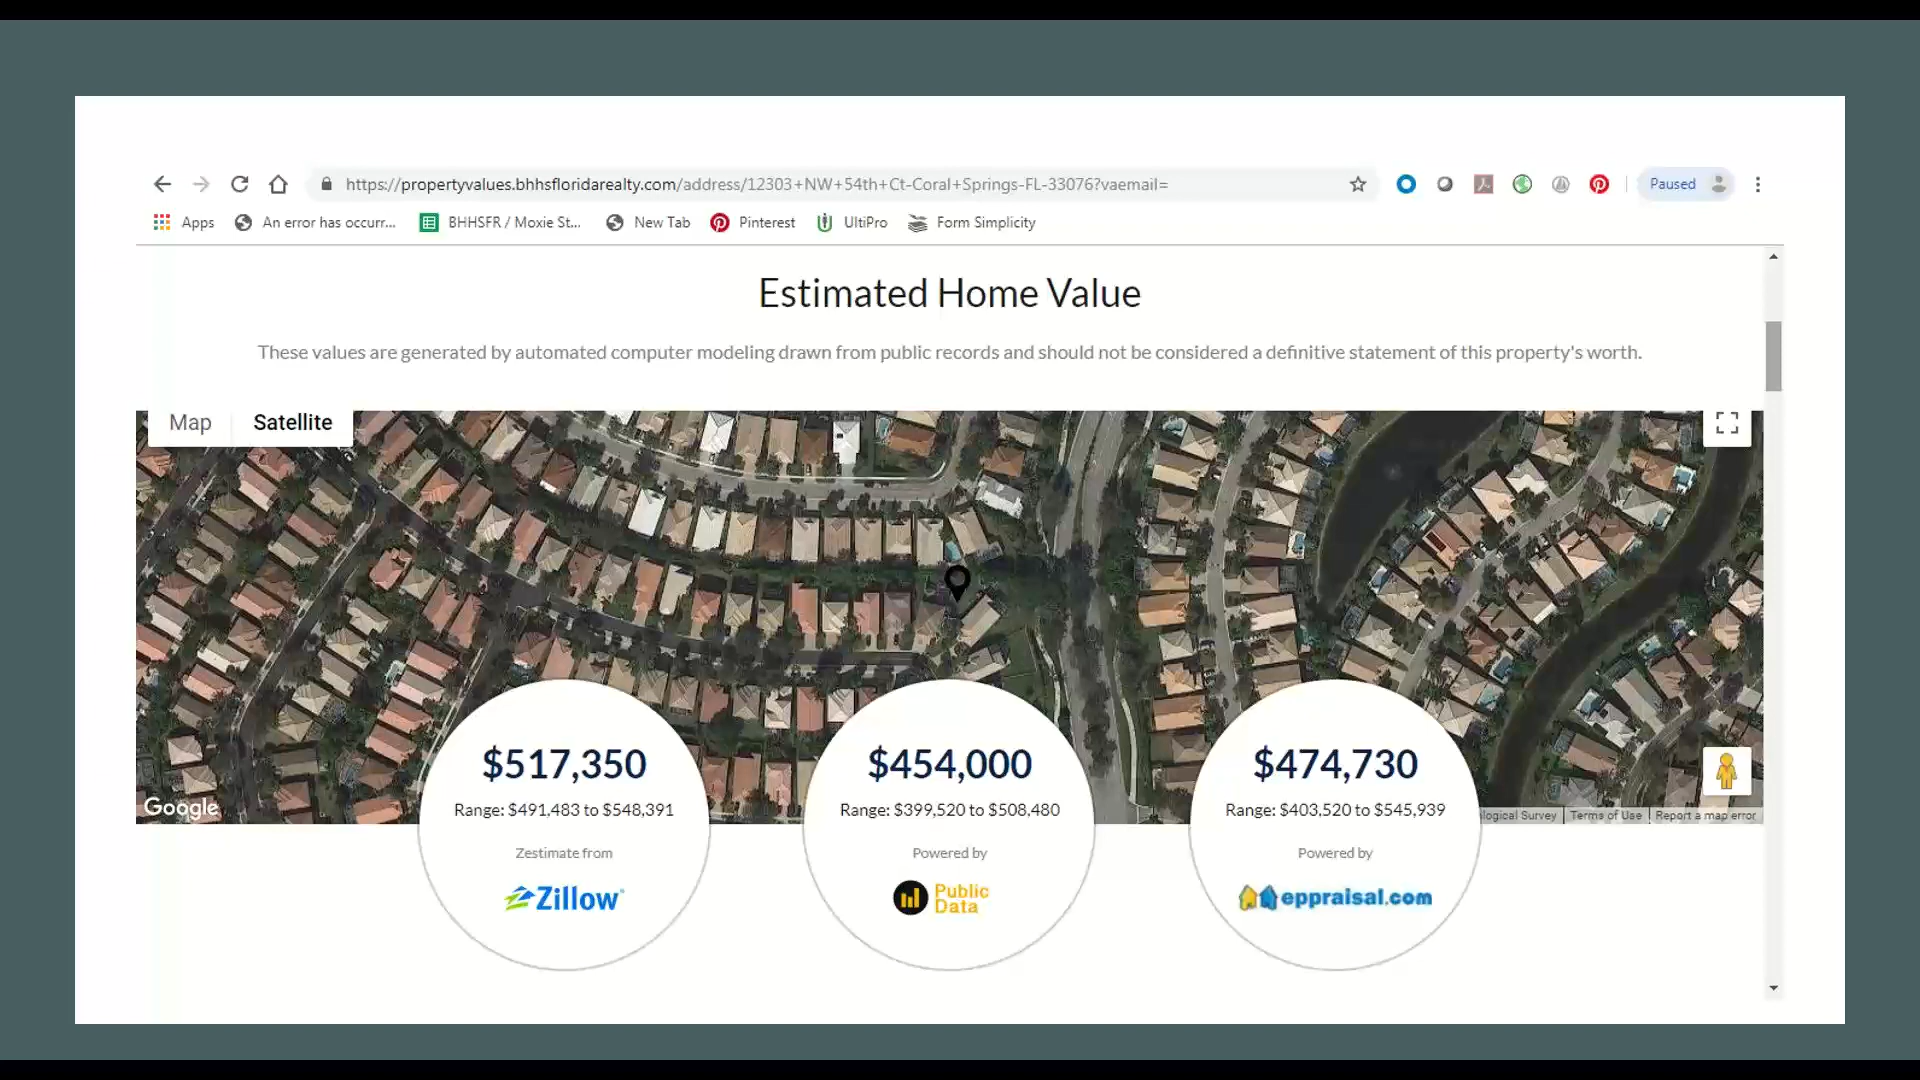 https://propertyvalues.bhhsfloridarealty.com/address/12303+NW+54th+Ct-Coral+Springs-FL-33076?vaemail=
Paused
Apps
An error has occurr...
BHHSFR / Moxie St...
New Tab
Pinterest
UltiPro
Form Simplicity
Estimated Home Value
These values are generated by automated computer modeling drawn from public records and should not be considered a definitive statement of this property's worth.
Map
Satellite
$517,350
Range: $491,483 to $548,391
Zestimate from
Zillow
$454,000
Range: $399,520 to $508,480
Powered by
Public
Data
$474,730
Range: $403,520 to $545,939
Powered by
eppraisal.com
Google
Survey
Terms of Use
Report a map error